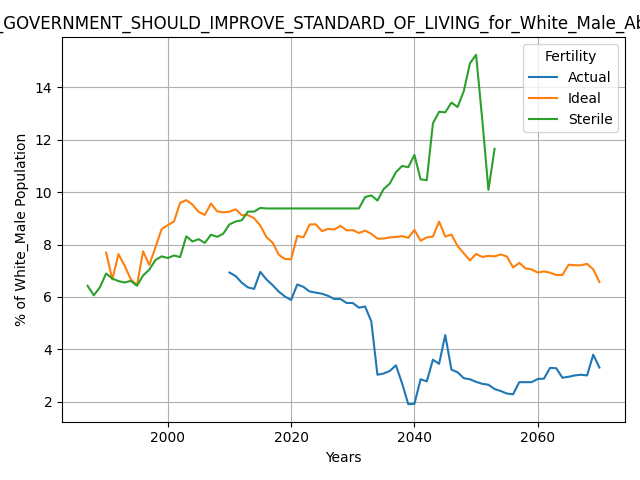 _GOVERNMENT_SHOULD_IMPROVE_STANDARD_OF_LIVING_for_White_Male_Ab
Fertility
Actual
Ideal
Sterile
% of White_Male Population
14
12
10
8
6
4
2
2000 2020 2040 2060
Years